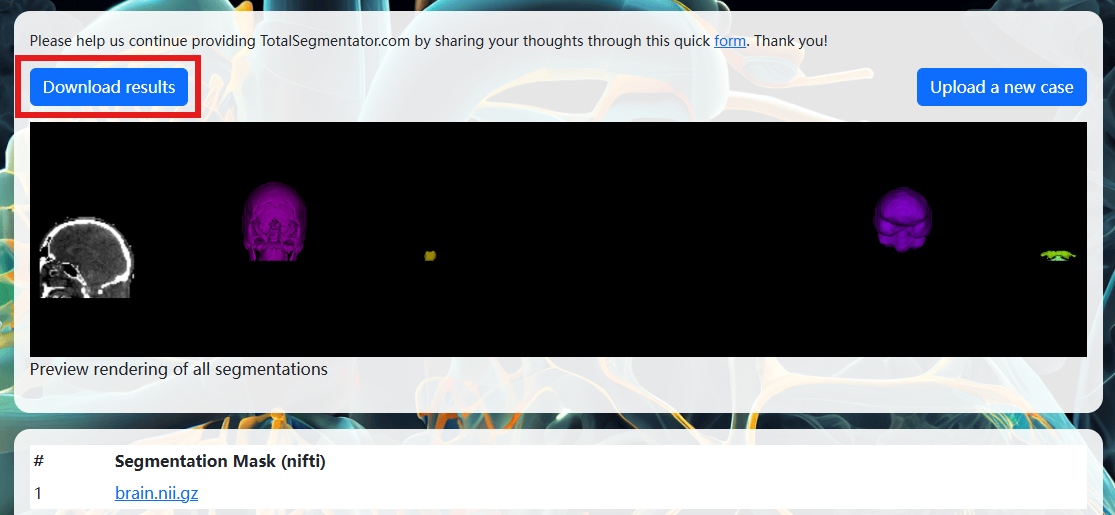 Please help us continue providing TotalSegmentator.com by sharing your thoughts through this quick form. Thank you!
Download results
Upload a new case
Preview rendering of all segmentations
# Segmentation Mask (nifti)
1 brain.nii.gz